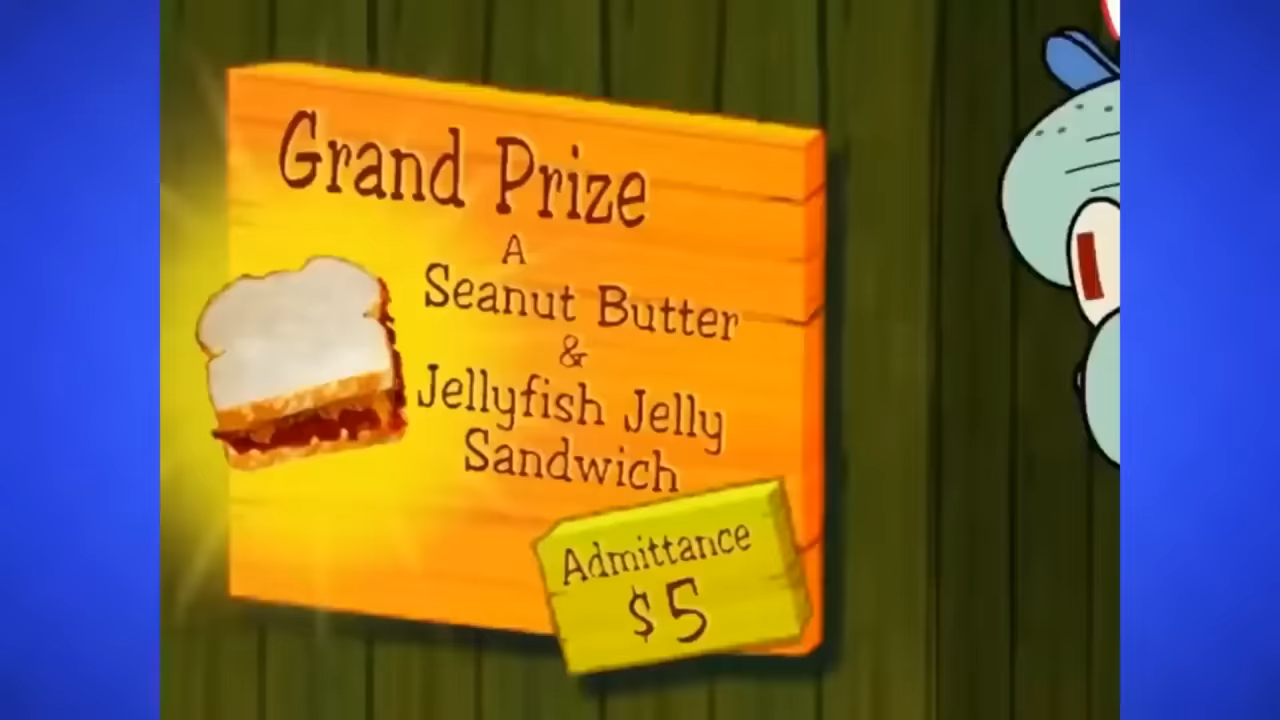 Grand Prize
A
Seanut Butter
&
Jellyfish Jelly
Sandwich
Admittance
$5